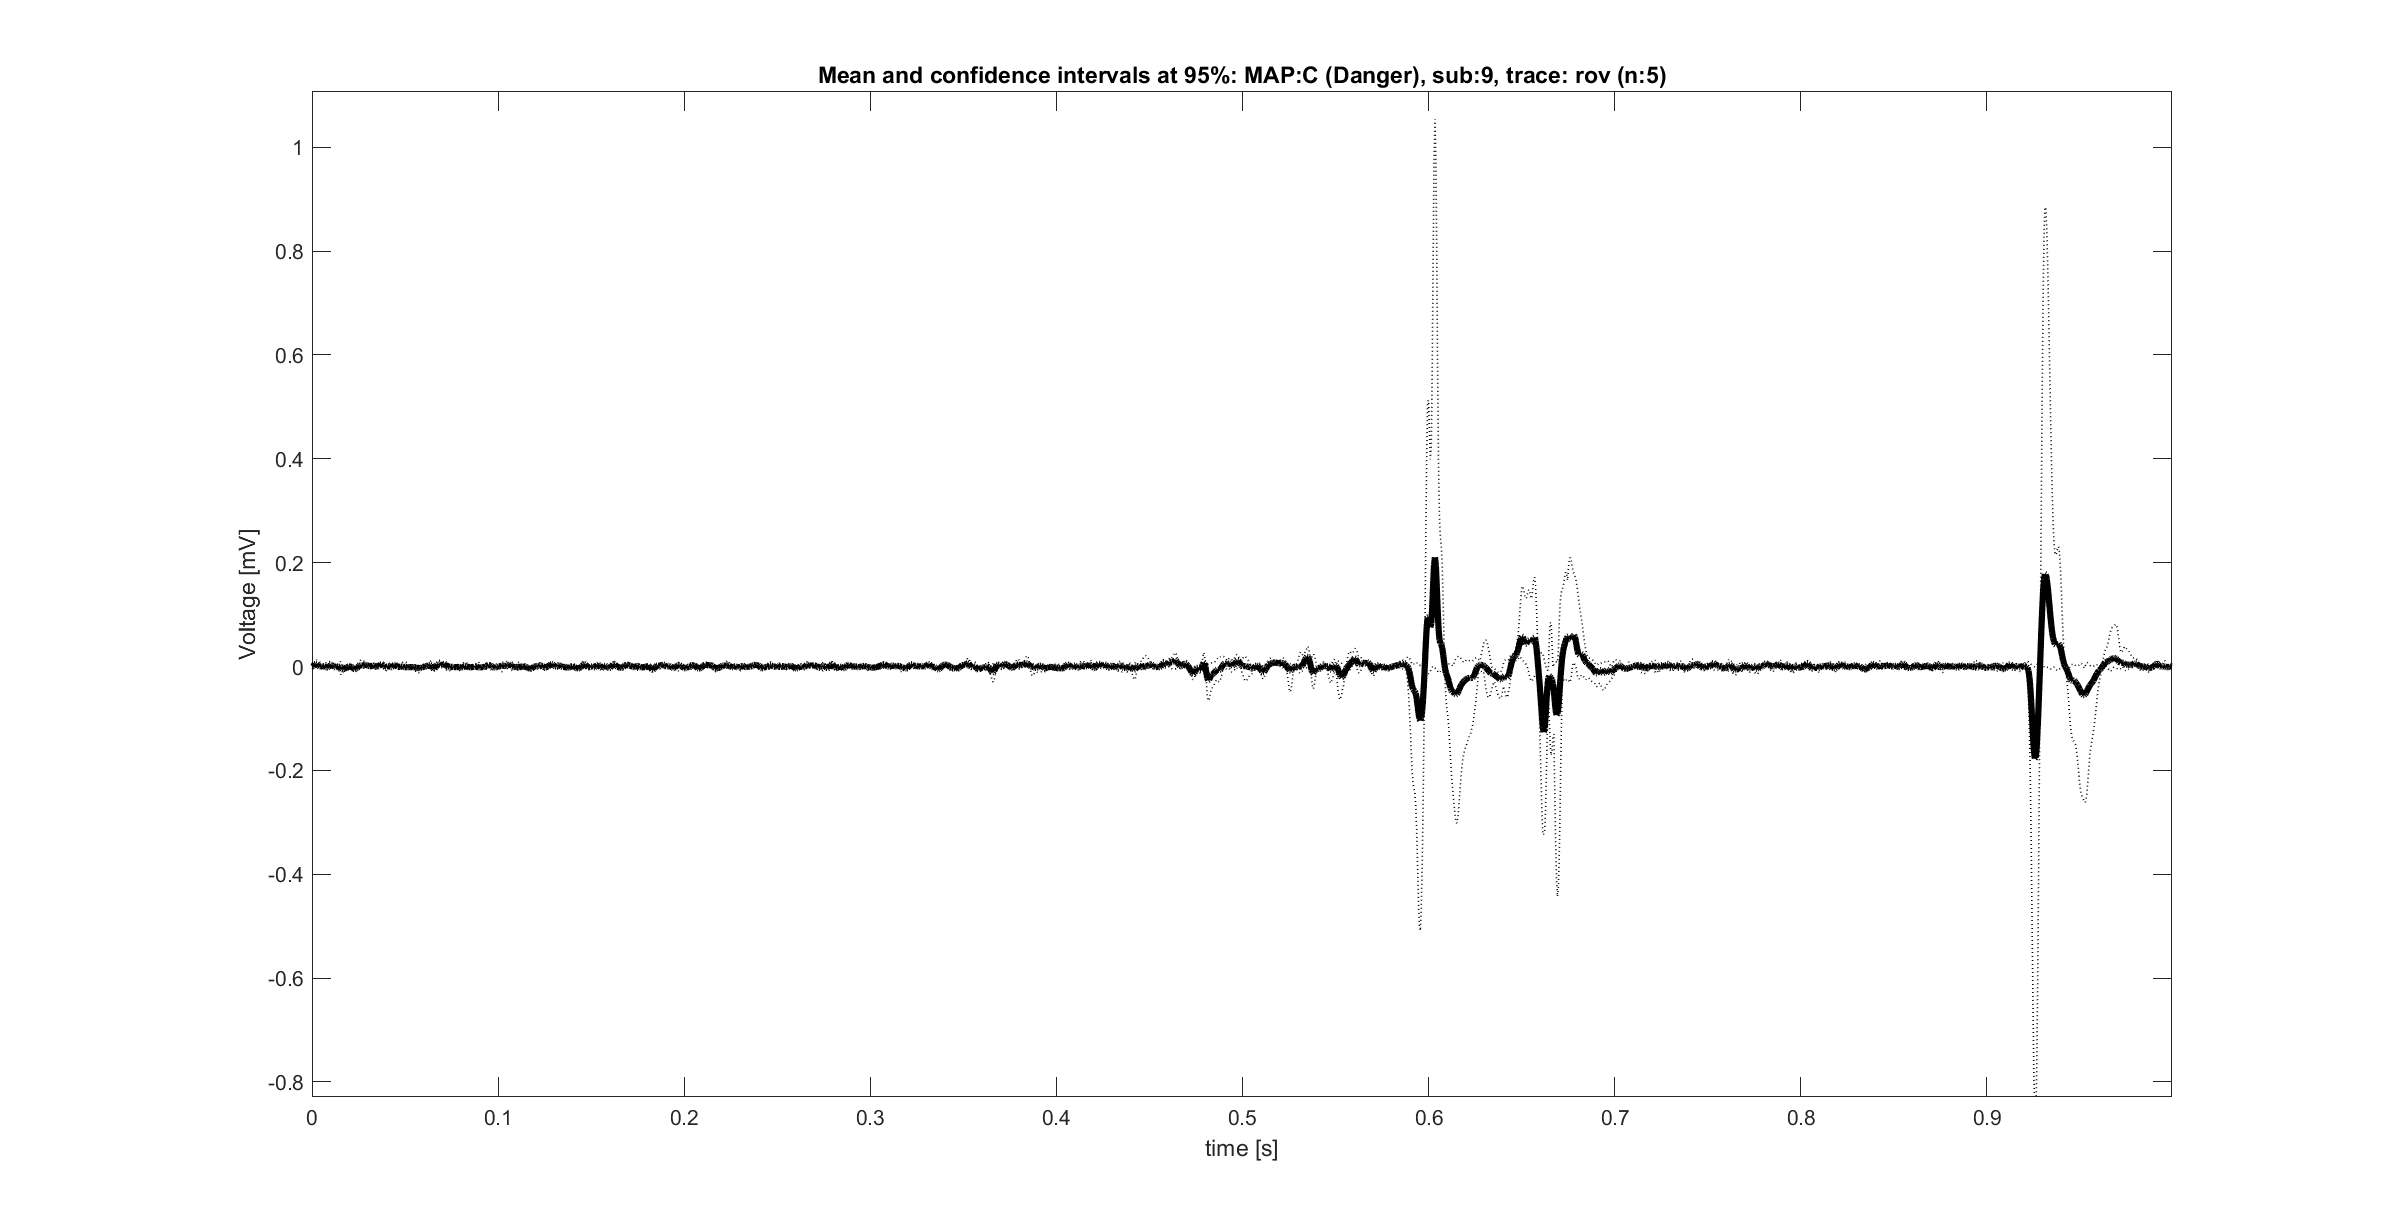 Mean and confidence intervals at 95%: MAP:C (Danger), sub:9, trace: rov (n:5)
1
0.8
0.6
0.4
0.2
0
-0.2
-0.4
-0.6
-0.8
Voltage [mV]
0 0.1 0.2 0.3 0.4 0.5 0.6 0.7 0.8 0.9
time [s]